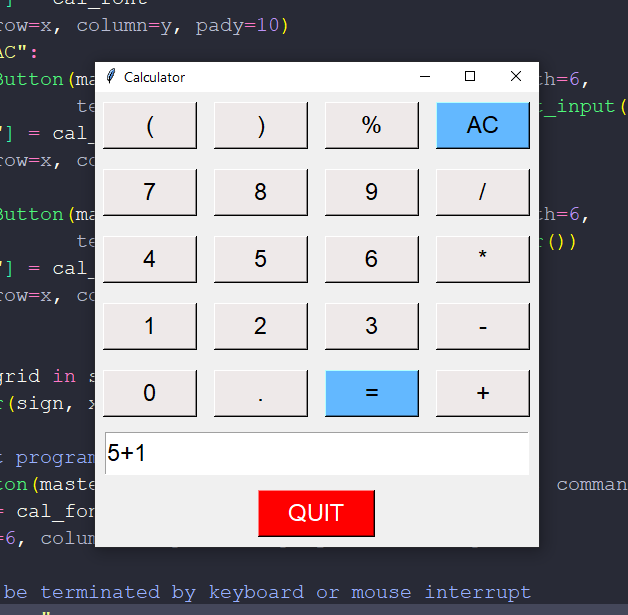 '] = cal_font
row=x, column=y, pady=10)
AC":
Button(ma th=6,
te t_input(
'] = cal_
row=x, co
Button(ma th=6,
te r())
'] = cal_
row=x, co
grid in s
r(sign, x
t program
ton(maste comman
= cal_fon
=6, colum
be terminated by keyboard or mouse interrupt
Calculator
( ) % AC
7 8 9 /
4 5 6 *
1 2 3 -
0 . = +
5+1
QUIT